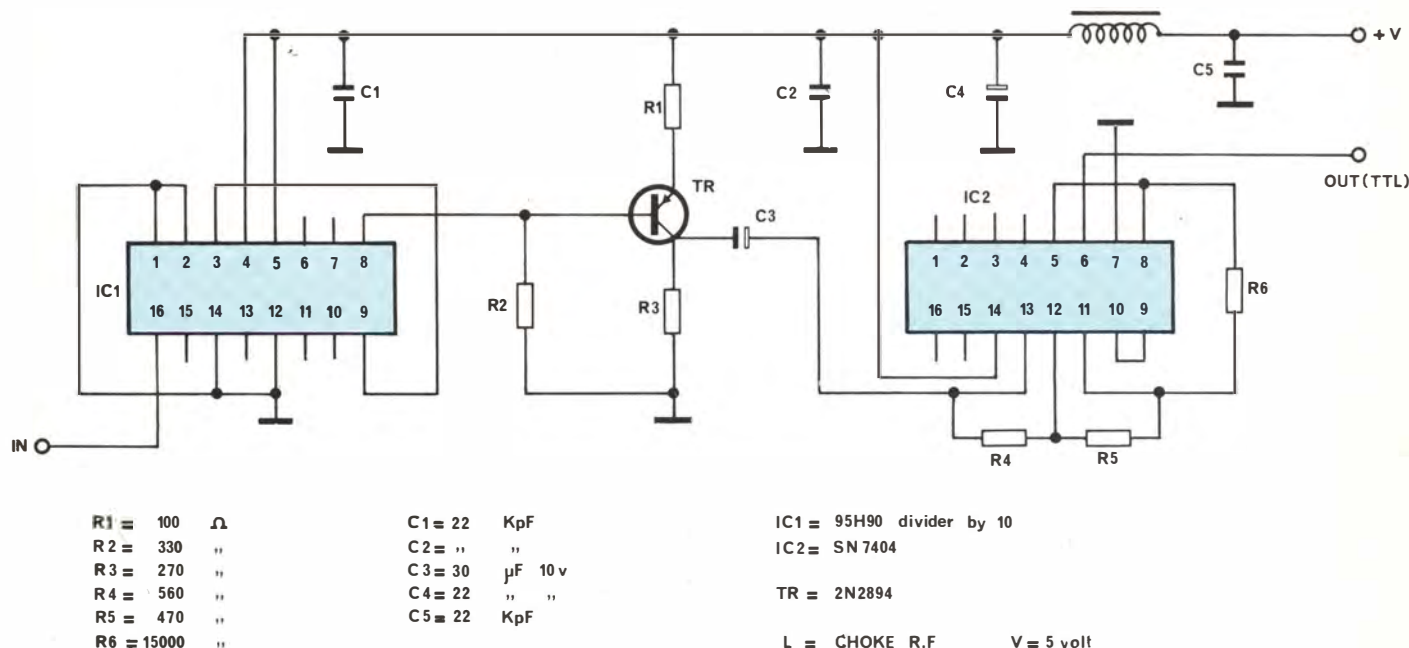 + V
C1
R1
C2
C4
C5
OUT (TTL)
TR
C3
IC2
1 2 3 4 5 6 7 8
IC1
16 15 14 13 12 11 10 9
R2
R3
1 2 3 4 5 6 7 8
16 15 14 13 12 11 10 9
R6
IN
R4
R5
R1 = 100 Ω
R2 = 330 ,,
R3 = 270 ,,
R4 = 560 ,,
R5 = 470 ,,
R6 = 15000 ,,
C1 = 22 KpF
C2 = ,, ,,
C3 = 30 µF 10 v
C4 = 22 ,, ,,
C5 = 22 KpF
IC1 = 95H90 divider by 10
IC2 = SN 7404
TR = 2N2894
L = CHOKE R.F V = 5 volt